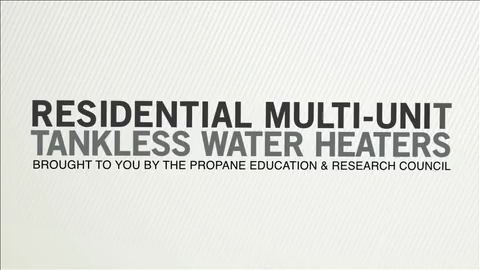 RESIDENTIAL MULTI-UNIT
TANKLESS WATER HEATERS
BROUGHT TO YOU BY THE PROPANE EDUCATION & RESEARCH COUNCIL